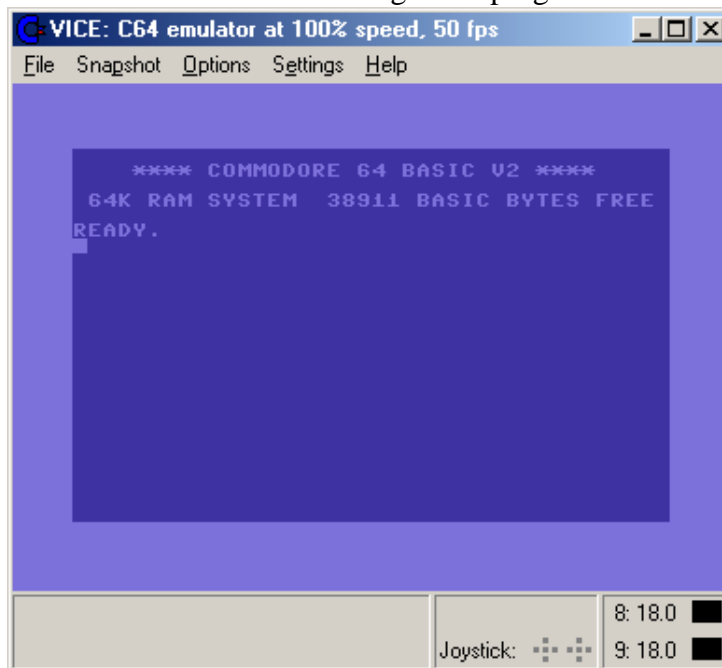 VICE: C64 emulator at 100% speed, 50 fps
File Snapshot Options Settings Help
**** COMMODORE 64 BASIC V2 ****
64K RAM SYSTEM 38911 BASIC BYTES FREE
READY.
8: 18.0
Joystick: 9: 18.0